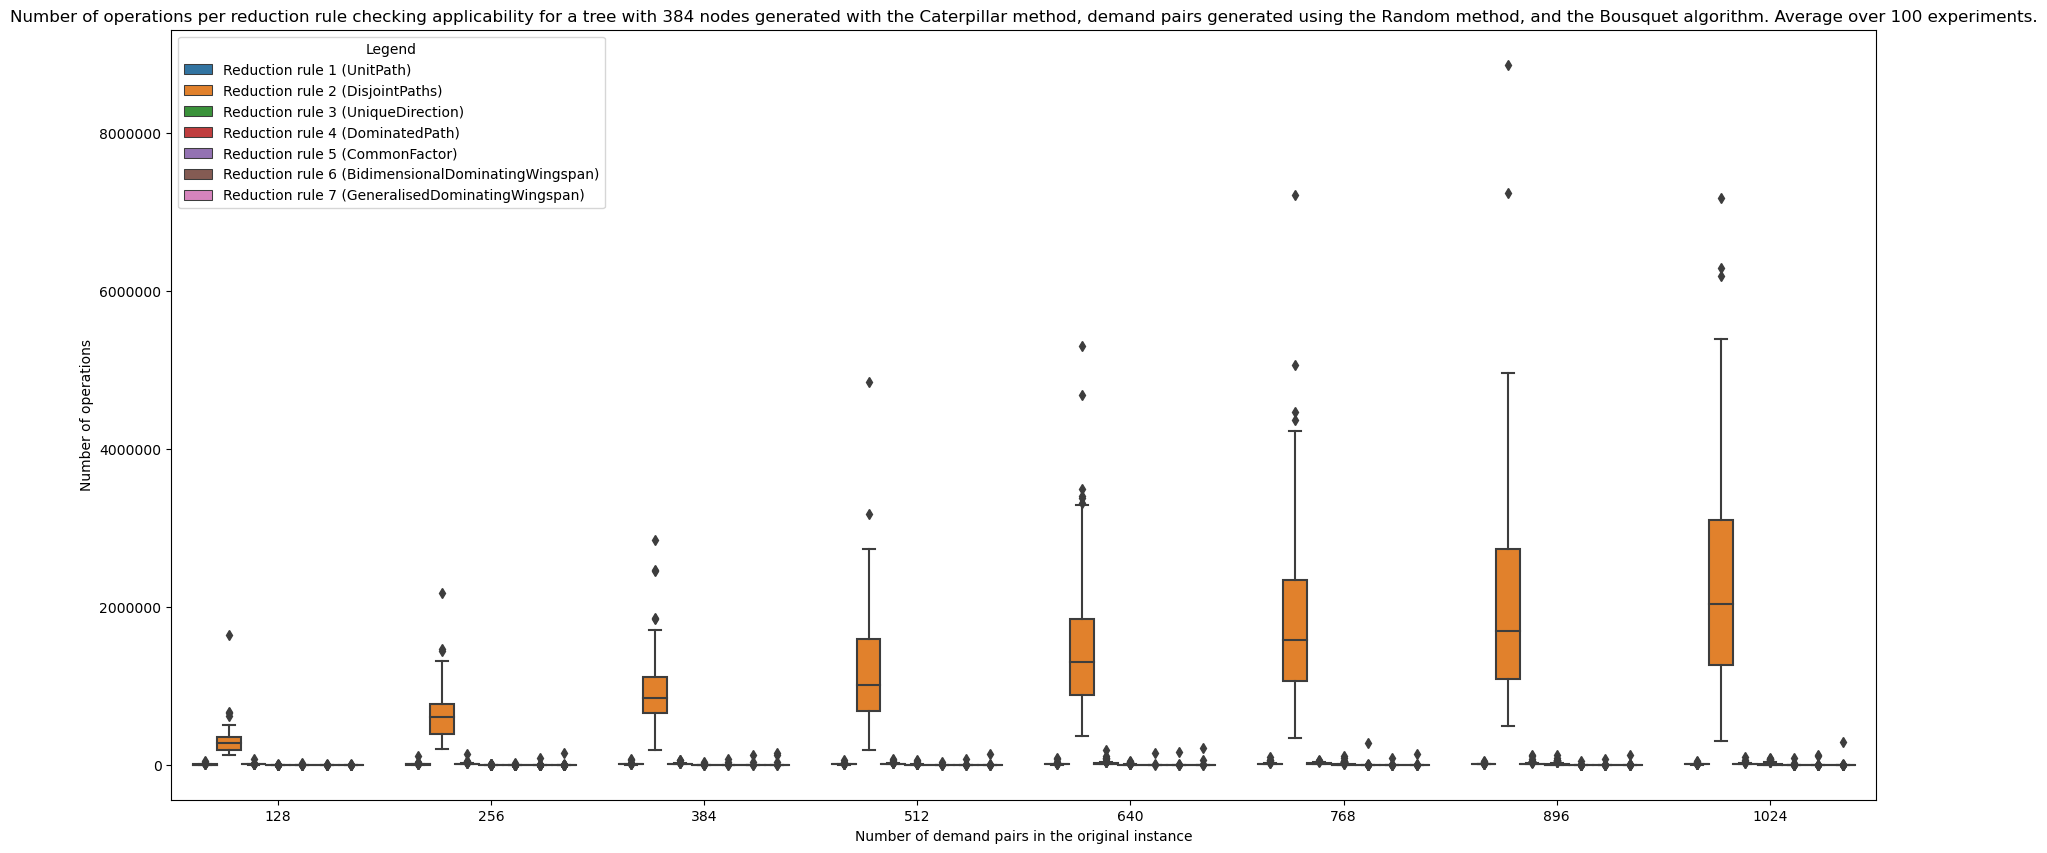 Number of operations per reduction rule checking applicability for a tree with 384 nodes generated with the Caterpillar method, demand pairs generated using the Random method, and the Bousquet algorithm. Average over 100 experiments.
Legend
Reduction rule 1 (UnitPath)
Reduction rule 2 (DisjointPaths)
Reduction rule 3 (UniqueDirection)
Reduction rule 4 (DominatedPath)
Reduction rule 5 (CommonFactor)
Reduction rule 6 (BidimensionalDominatingWingspan)
Reduction rule 7 (GeneralisedDominatingWingspan)
Number of operations
8000000
6000000
4000000
2000000
0
128 256 384 512 640 768 896 1024
Number of demand pairs in the original instance